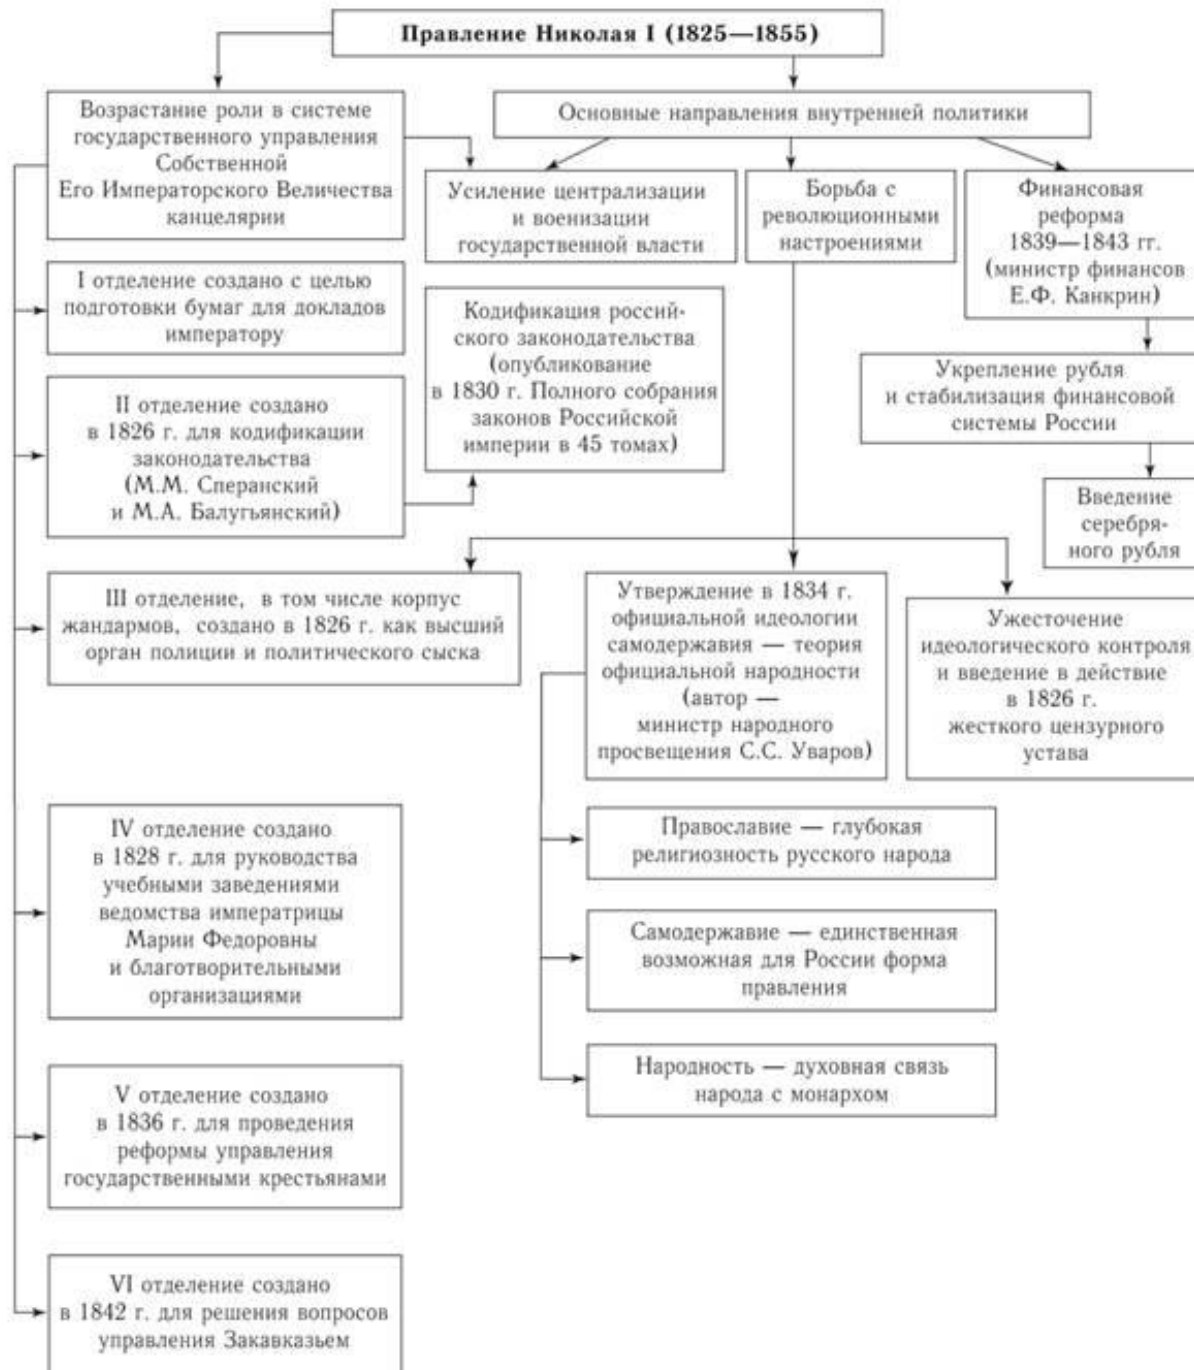 Правление Николая I (1825—1855)
Возрастание роли в системе
государственного управления
Собственной
Его Императорского Величества
канцелярии
Основные направления внутренней политики
Усиление централизации
и военизации
государственной власти
Борьба с
революционными
настроениями
Финансовая
реформа
1839—1843 гг.
(министр финансов
Е.Ф. Канкрин)
I отделение создано с целью
подготовки бумаг для докладов
императору
Кодификация россий-
ского законодательства
(опубликование
в 1830 г. Полного собрания
законов Российской
империи в 45 томах)
Укрепление рубля
и стабилизация финансовой
системы России
II отделение создано
в 1826 г. для кодификации
законодательства
(М.М. Сперанский
и М.А. Балугьянский)
Введение
серебря-
ного рубля
III отделение, в том числе корпус
жандармов, создано в 1826 г. как высший
орган полиции и политического сыска
Утверждение в 1834 г.
официальной идеологии
самодержавия — теория
официальной народности
(автор —
министр народного
просвещения С.С. Уваров)
Ужесточение
идеологического контроля
и введение в действие
в 1826 г.
жесткого цензурного
устава
IV отделение создано
в 1828 г. для руководства
учебными заведениями
ведомства императрицы
Марии Федоровны
и благотворительными
организациями
Православие — глубокая
религиозность русского народа
Самодержавие — единственная
возможная для России форма
правления
Народность — духовная связь
народа с монархом
V отделение создано
в 1836 г. для проведения
реформы управления
государственными крестьянами
VI отделение создано
в 1842 г. для решения вопросов
управления Закавказьем